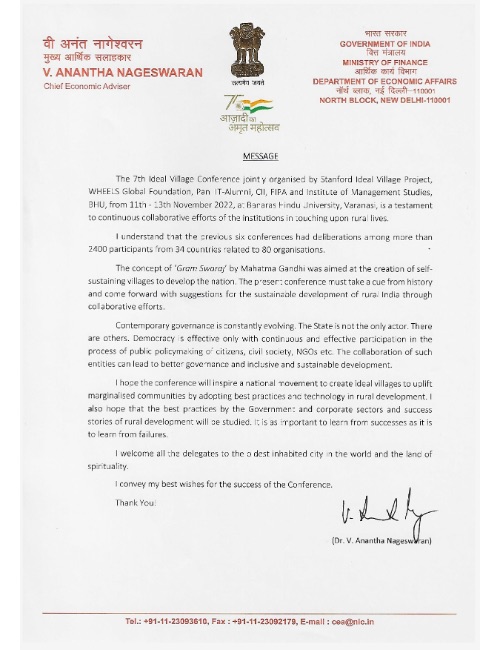 वी अनंत नागेश्वरन
मुख्य आर्थिक सलाहकार
V. ANANTHA NAGESWARAN
Chief Economic Adviser
सत्यमेव जयते
आज़ादी का
अमृत महोत्सव
भारत सरकार
GOVERNMENT OF INDIA
वित्त मंत्रालय
MINISTRY OF FINANCE
आर्थिक कार्य विभाग
DEPARTMENT OF ECONOMIC AFFAIRS
नॉर्थ ब्लाक, नई दिल्ली-110001
NORTH BLOCK, NEW DELHI-110001
MESSAGE
The 7th Ideal Village Conference jointly organised by Stanford Ideal Village Project,
WHEELS Global Foundation, Pan IT-Alumni, CII, FIPA and Institute of Management Studies,
BHU, from 11th - 13th November 2022, at Banaras Hindu University, Varanasi, is a testament
to continuous collaborative efforts of the institutions in touching upon rural lives.
I understand that the previous six conferences had deliberations among more than
2400 participants from 34 countries related to 80 organisations.
The concept of 'Gram Swaraj' by Mahatma Gandhi was aimed at the creation of self-
sustaining villages to develop the nation. The present conference must take a cue from history
and come forward with suggestions for the sustainable development of rural India through
collaborative efforts.
Contemporary governance is constantly evolving. The State is not the only actor. There
are others. Democracy is effective only with continuous and effective participation in the
process of public policymaking of citizens, civil society, NGOs etc. The collaboration of such
entities can lead to better governance and inclusive and sustainable development.
I hope the conference will inspire a national movement to create ideal villages to uplift
marginalised communities by adopting best practices and technology in rural development. I
also hope that the best practices by the Government and corporate sectors and success
stories of rural development will be studied. It is as important to learn from successes as it is
to learn from failures.
I welcome all the delegates to the oldest inhabited city in the world and the land of
spirituality.
I convey my best wishes for the success of the Conference.
Thank You!
(Dr. V. Anantha Nageswaran)
Tel.: +91-11-23093610, Fax : +91-11-23092179, E-mail : cea@nic.in